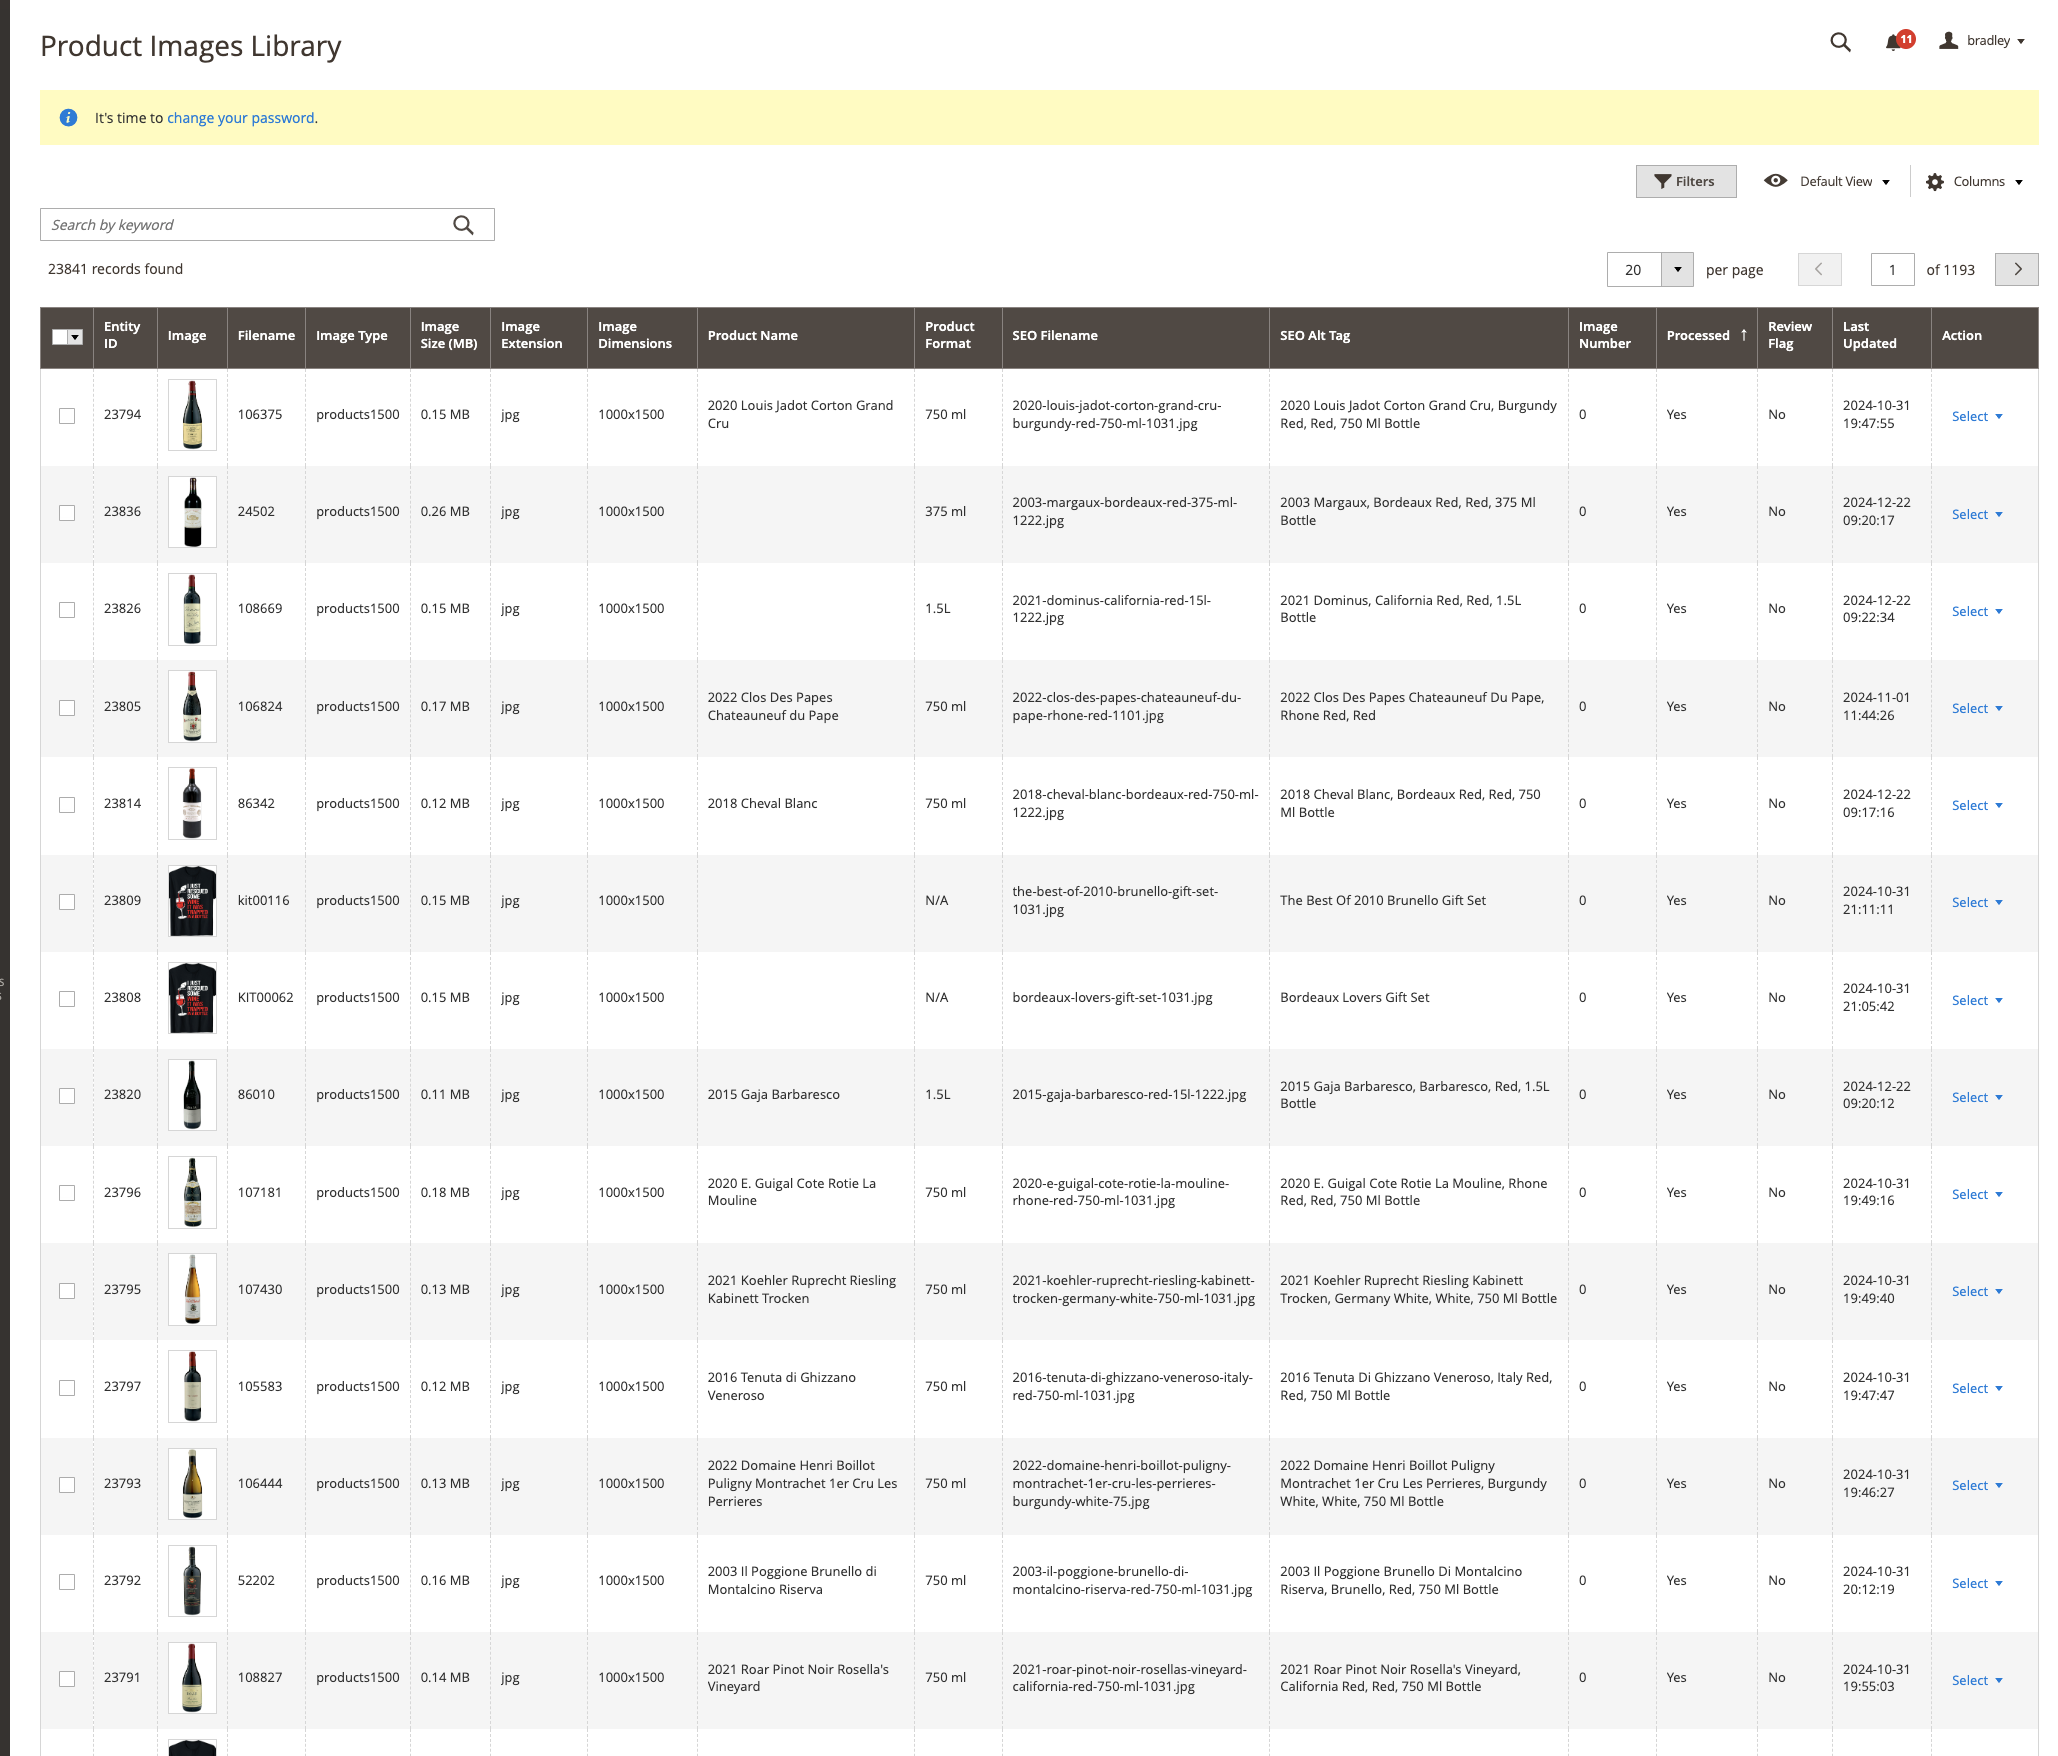 Product Images Library
11
bradley
It's time to change your password.
Filters
Default View
Columns
Search by keyword
23841 records found
20
per page
1
of 1193
Entity ID
Image
Filename
Image Type
Image Size (MB)
Image Extension
Image Dimensions
Product Name
Product Format
SEO Filename
SEO Alt Tag
Image Number
Processed ↑
Review Flag
Last Updated
Action
23794 106375 products1500 0.15 MB jpg 1000x1500 2020 Louis Jadot Corton Grand Cru 750 ml 2020-louis-jadot-corton-grand-cru-burgundy-red-750-ml-1031.jpg 2020 Louis Jadot Corton Grand Cru, Burgundy Red, Red, 750 Ml Bottle 0 Yes No 2024-10-31 19:47:55 Select
23836 24502 products1500 0.26 MB jpg 1000x1500 375 ml 2003-margaux-bordeaux-red-375-ml-1222.jpg 2003 Margaux, Bordeaux Red, Red, 375 Ml Bottle 0 Yes No 2024-12-22 09:20:17 Select
23826 108669 products1500 0.15 MB jpg 1000x1500 1.5L 2021-dominus-california-red-15l-1222.jpg 2021 Dominus, California Red, Red, 1.5L Bottle 0 Yes No 2024-12-22 09:22:34 Select
23805 106824 products1500 0.17 MB jpg 1000x1500 2022 Clos Des Papes Chateauneuf du Pape 750 ml 2022-clos-des-papes-chateauneuf-du-pape-rhone-red-1101.jpg 2022 Clos Des Papes Chateauneuf Du Pape, Rhone Red, Red 0 Yes No 2024-11-01 11:44:26 Select
23814 86342 products1500 0.12 MB jpg 1000x1500 2018 Cheval Blanc 750 ml 2018-cheval-blanc-bordeaux-red-750-ml-1222.jpg 2018 Cheval Blanc, Bordeaux Red, Red, 750 Ml Bottle 0 Yes No 2024-12-22 09:17:16 Select
23809 kit00116 products1500 0.15 MB jpg 1000x1500 N/A the-best-of-2010-brunello-gift-set-1031.jpg The Best Of 2010 Brunello Gift Set 0 Yes No 2024-10-31 21:11:11 Select
23808 KIT00062 products1500 0.15 MB jpg 1000x1500 N/A bordeaux-lovers-gift-set-1031.jpg Bordeaux Lovers Gift Set 0 Yes No 2024-10-31 21:05:42 Select
23820 86010 products1500 0.11 MB jpg 1000x1500 2015 Gaja Barbaresco 1.5L 2015-gaja-barbaresco-red-15l-1222.jpg 2015 Gaja Barbaresco, Barbaresco, Red, 1.5L Bottle 0 Yes No 2024-12-22 09:20:12 Select
23796 107181 products1500 0.18 MB jpg 1000x1500 2020 E. Guigal Cote Rotie La Mouline 750 ml 2020-e-guigal-cote-rotie-la-mouline-rhone-red-750-ml-1031.jpg 2020 E. Guigal Cote Rotie La Mouline, Rhone Red, Red, 750 Ml Bottle 0 Yes No 2024-10-31 19:49:16 Select
23795 107430 products1500 0.13 MB jpg 1000x1500 2021 Koehler Ruprecht Riesling Kabinett Trocken 750 ml 2021-koehler-ruprecht-riesling-kabinett-trocken-germany-white-750-ml-1031.jpg 2021 Koehler Ruprecht Riesling Kabinett Trocken, Germany White, White, 750 Ml Bottle 0 Yes No 2024-10-31 19:49:40 Select
23797 105583 products1500 0.12 MB jpg 1000x1500 2016 Tenuta di Ghizzano Veneroso 750 ml 2016-tenuta-di-ghizzano-veneroso-italy-red-750-ml-1031.jpg 2016 Tenuta Di Ghizzano Veneroso, Italy Red, Red, 750 Ml Bottle 0 Yes No 2024-10-31 19:47:47 Select
23793 106444 products1500 0.13 MB jpg 1000x1500 2022 Domaine Henri Boillot Puligny Montrachet 1er Cru Les Perrieres 750 ml 2022-domaine-henri-boillot-puligny-montrachet-1er-cru-les-perrieres-burgundy-white-75.jpg 2022 Domaine Henri Boillot Puligny Montrachet 1er Cru Les Perrieres, Burgundy White, White, 750 Ml Bottle 0 Yes No 2024-10-31 19:46:27 Select
23792 52202 products1500 0.16 MB jpg 1000x1500 2003 Il Poggione Brunello di Montalcino Riserva 750 ml 2003-il-poggione-brunello-di-montalcino-riserva-red-750-ml-1031.jpg 2003 Il Poggione Brunello Di Montalcino Riserva, Brunello, Red, 750 Ml Bottle 0 Yes No 2024-10-31 20:12:19 Select
23791 108827 products1500 0.14 MB jpg 1000x1500 2021 Roar Pinot Noir Rosella's Vineyard 750 ml 2021-roar-pinot-noir-rosellas-vineyard-california-red-750-ml-1031.jpg 2021 Roar Pinot Noir Rosella's Vineyard, California Red, Red, 750 Ml Bottle 0 Yes No 2024-10-31 19:55:03 Select